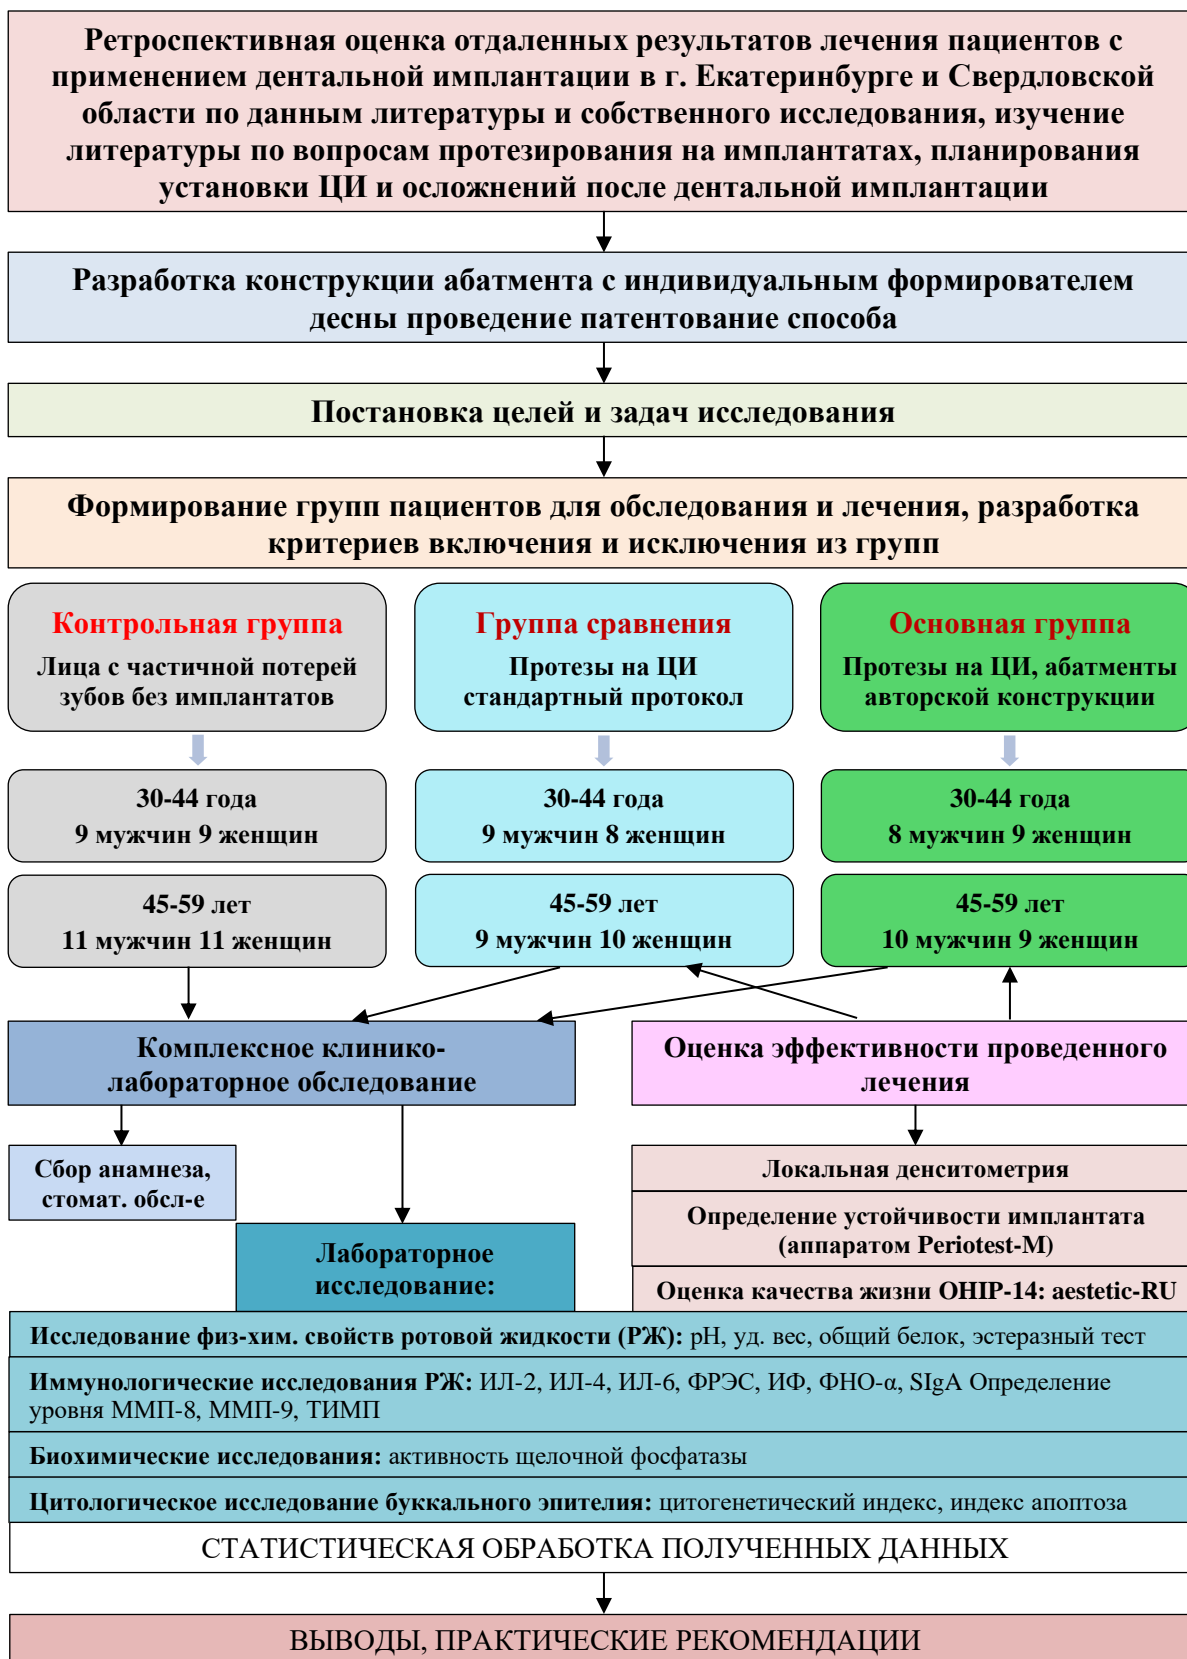 Ретроспективная оценка отдаленных результатов лечения пациентов с
применением дентальной имплантации в г. Екатеринбурге и Свердловской
области по данным литературы и собственного исследования, изучение
литературы по вопросам протезирования на имплантатах, планирования
установки ЦИ и осложнений после дентальной имплантации
Разработка конструкции абатмента с индивидуальным формирователем
десны проведение патентование способа
Постановка целей и задач исследования
Формирование групп пациентов для обследования и лечения, разработка
критериев включения и исключения из групп
Контрольная группа
Лица с частичной потерей
зубов без имплантатов
Группа сравнения
Протезы на ЦИ
стандартный протокол
Основная группа
Протезы на ЦИ, абатменты
авторской конструкции
30-44 года
9 мужчин 9 женщин
30-44 года
9 мужчин 8 женщин
30-44 года
8 мужчин 9 женщин
45-59 лет
11 мужчин 11 женщин
45-59 лет
9 мужчин 10 женщин
45-59 лет
10 мужчин 9 женщин
Комплексное клинико-
лабораторное обследование
Оценка эффективности проведенного
лечения
Сбор анамнеза,
стомат. обсл-е
Локальная денситометрия
Определение устойчивости имплантата
(аппаратом Periotest-M)
Оценка качества жизни OHIP-14: aestetic-RU
Лабораторное
исследование:
Исследование физ-хим. свойств ротовой жидкости (РЖ): pH, уд. вес, общий белок, эстеразный тест
Иммунологические исследования РЖ: ИЛ-2, ИЛ-4, ИЛ-6, ФРЭС, ИФ, ФНО-α, SIgA Определение
уровня ММП-8, ММП-9, ТИМП
Биохимические исследования: активность щелочной фосфатазы
Цитологическое исследование буккального эпителия: цитогенетический индекс, индекс апоптоза
СТАТИСТИЧЕСКАЯ ОБРАБОТКА ПОЛУЧЕННЫХ ДАННЫХ
ВЫВОДЫ, ПРАКТИЧЕСКИЕ РЕКОМЕНДАЦИИ